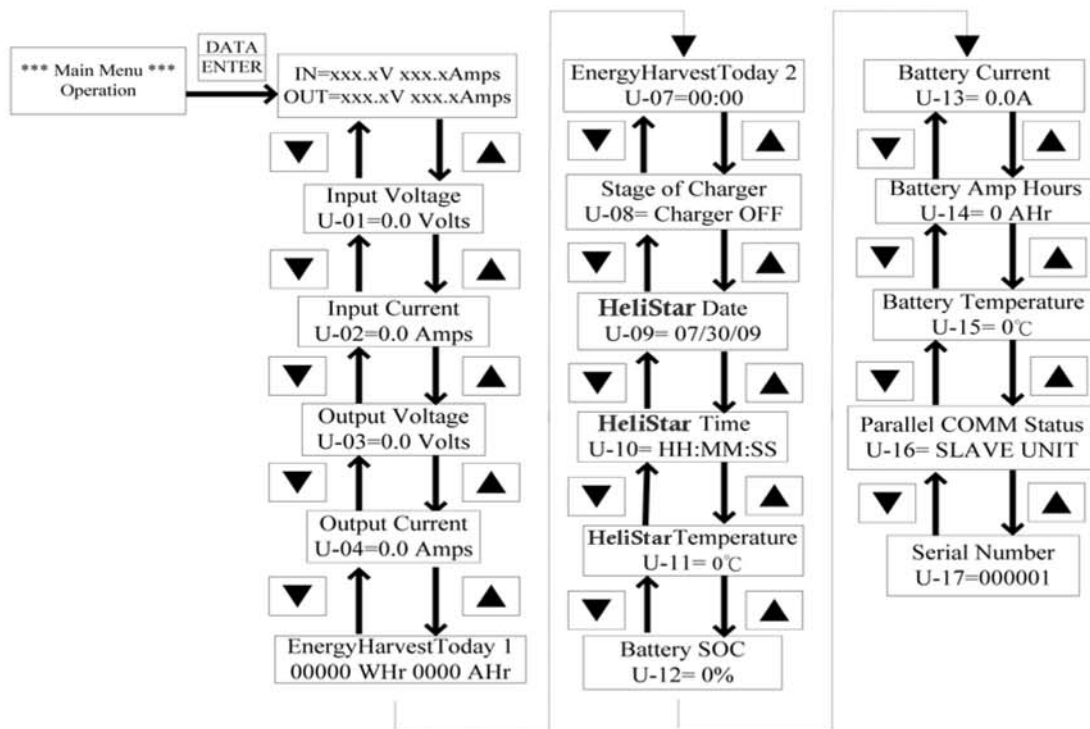 *** Main Menu ***
Operation
DATA
ENTER
IN=xxx.xV xxx.xAmps
OUT=xxx.xV xxx.xAmps
Input Voltage
U-01=0.0 Volts
Input Current
U-02=0.0 Amps
Output Voltage
U-03=0.0 Volts
Output Current
U-04=0.0 Amps
EnergyHarvestToday 1
00000 WHr 0000 AHr
EnergyHarvestToday 2
U-07=00:00
Stage of Charger
U-08= Charger OFF
HeliStar Date
U-09= 07/30/09
HeliStar Time
U-10= HH:MM:SS
HeliStarTemperature
U-11= 0℃
Battery SOC
U-12= 0%
Battery Current
U-13= 0.0A
Battery Amp Hours
U-14= 0 AHr
Battery Temperature
U-15= 0℃
Parallel COMM Status
U-16= SLAVE UNIT
Serial Number
U-17=000001